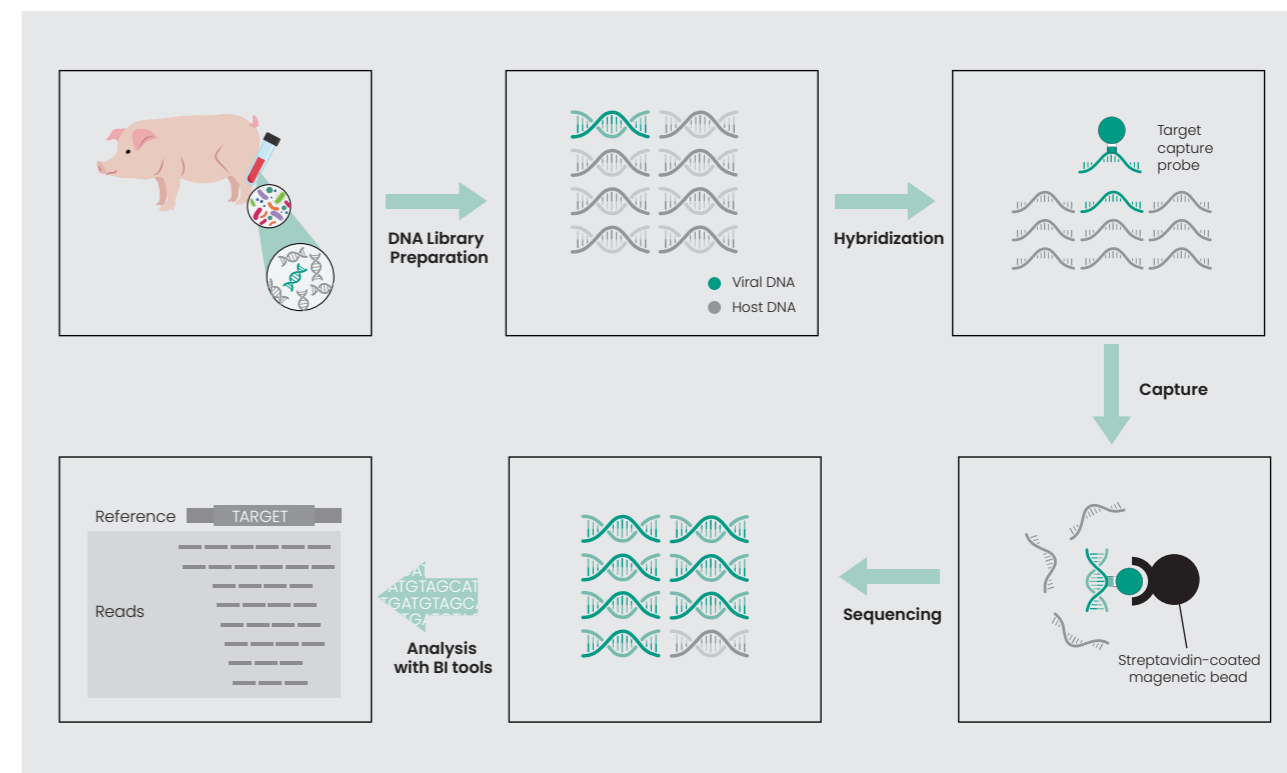 DNA Library
Preparation
Viral DNA
Host DNA
Hybridization
Target
capture
probe
Capture
Streptavidin-coated
magenetic bead
Sequencing
ATGTAGCAT
Analysis
with BI tools
Reference
TARGET
Reads